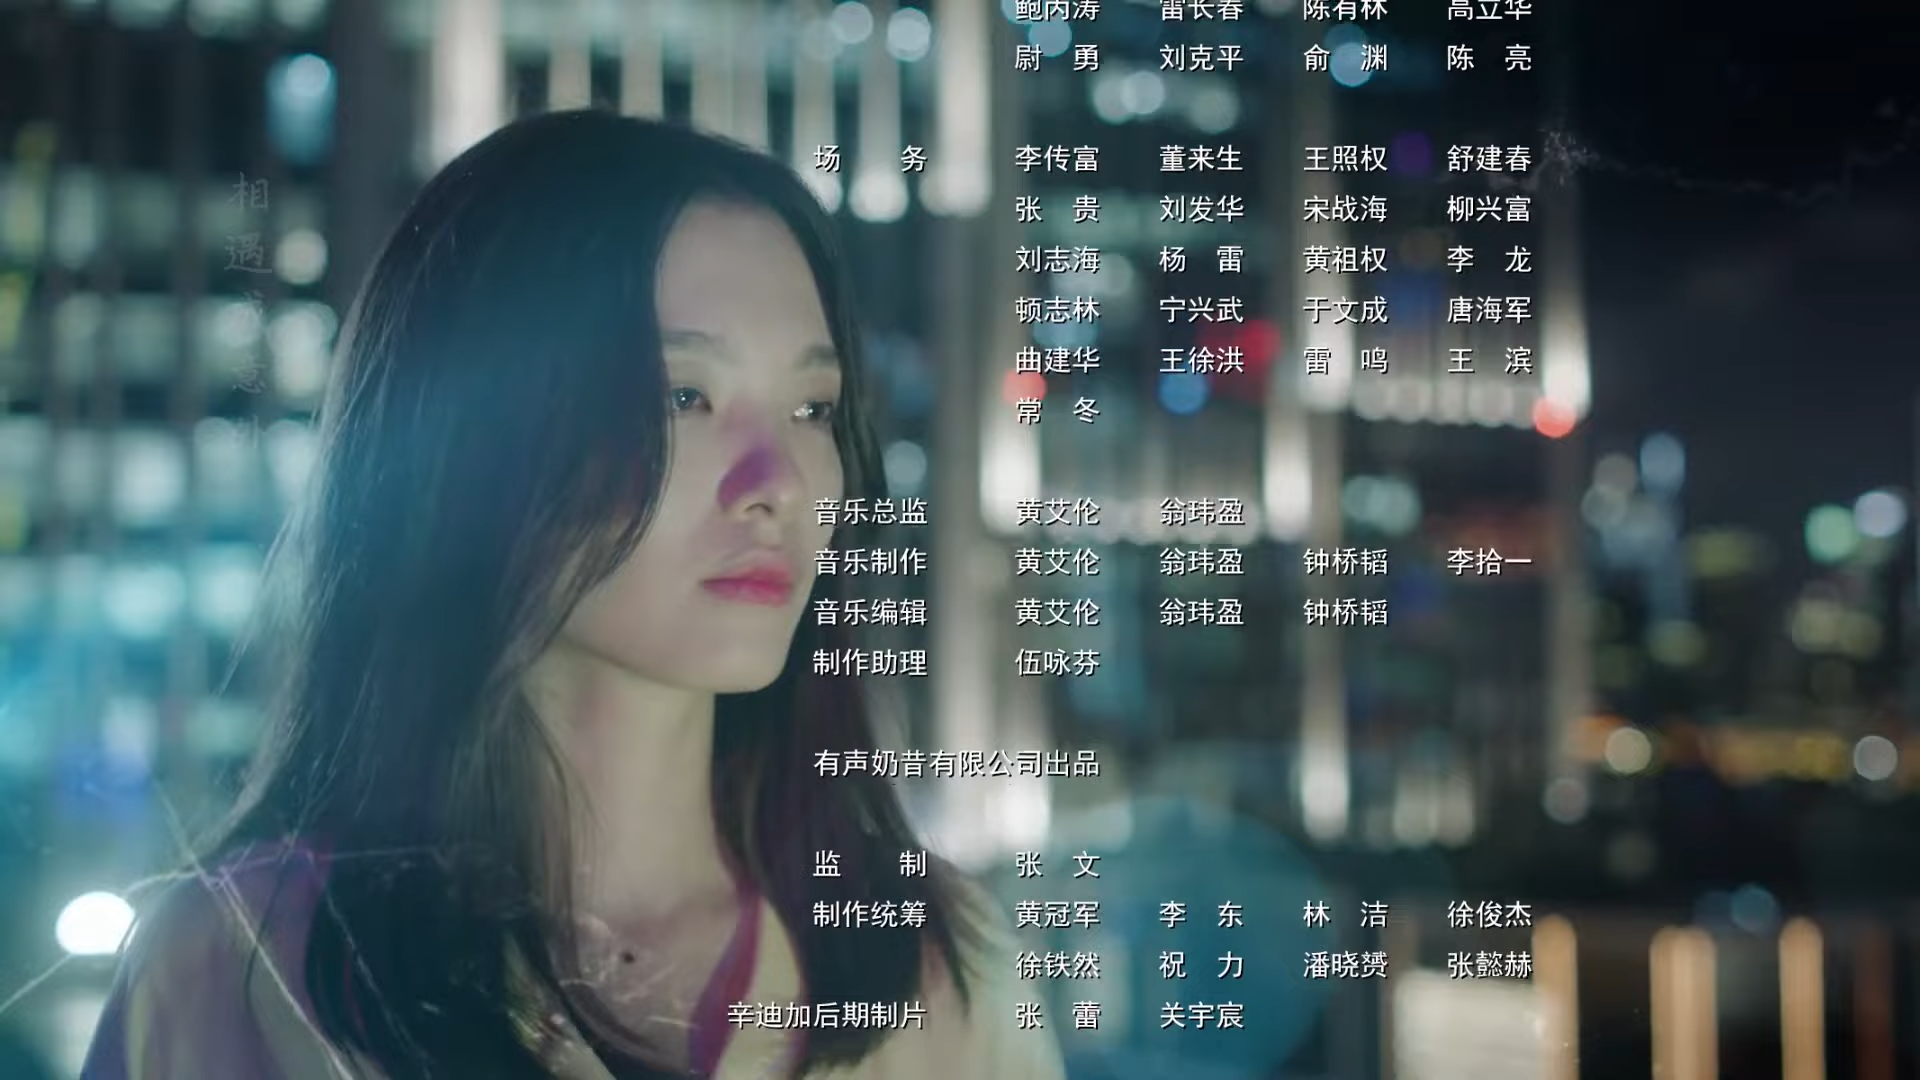 鲍丙涛 雷长春 陈有林 高立华
尉 勇 刘克平 俞 渊 陈 亮
场 务 李传富 董来生 王照权 舒建春
张 贵 刘发华 宋战海 柳兴富
刘志海 杨 雷 黄祖权 李 龙
顿志林 宁兴武 于文成 唐海军
曲建华 王徐洪 雷 鸣 王 滨
常 冬
音乐总监 黄艾伦 翁玮盈
音乐制作 黄艾伦 翁玮盈 钟桥韬 李拾一
音乐编辑 黄艾伦 翁玮盈 钟桥韬
制作助理 伍咏芬
有声奶昔有限公司出品
监 制 张 文
制作统筹 黄冠军 李 东 林 洁 徐俊杰
徐铁然 祝 力 潘晓赟 张懿赫
辛迪加后期制片 张 蕾 关宇宸
相遇
意